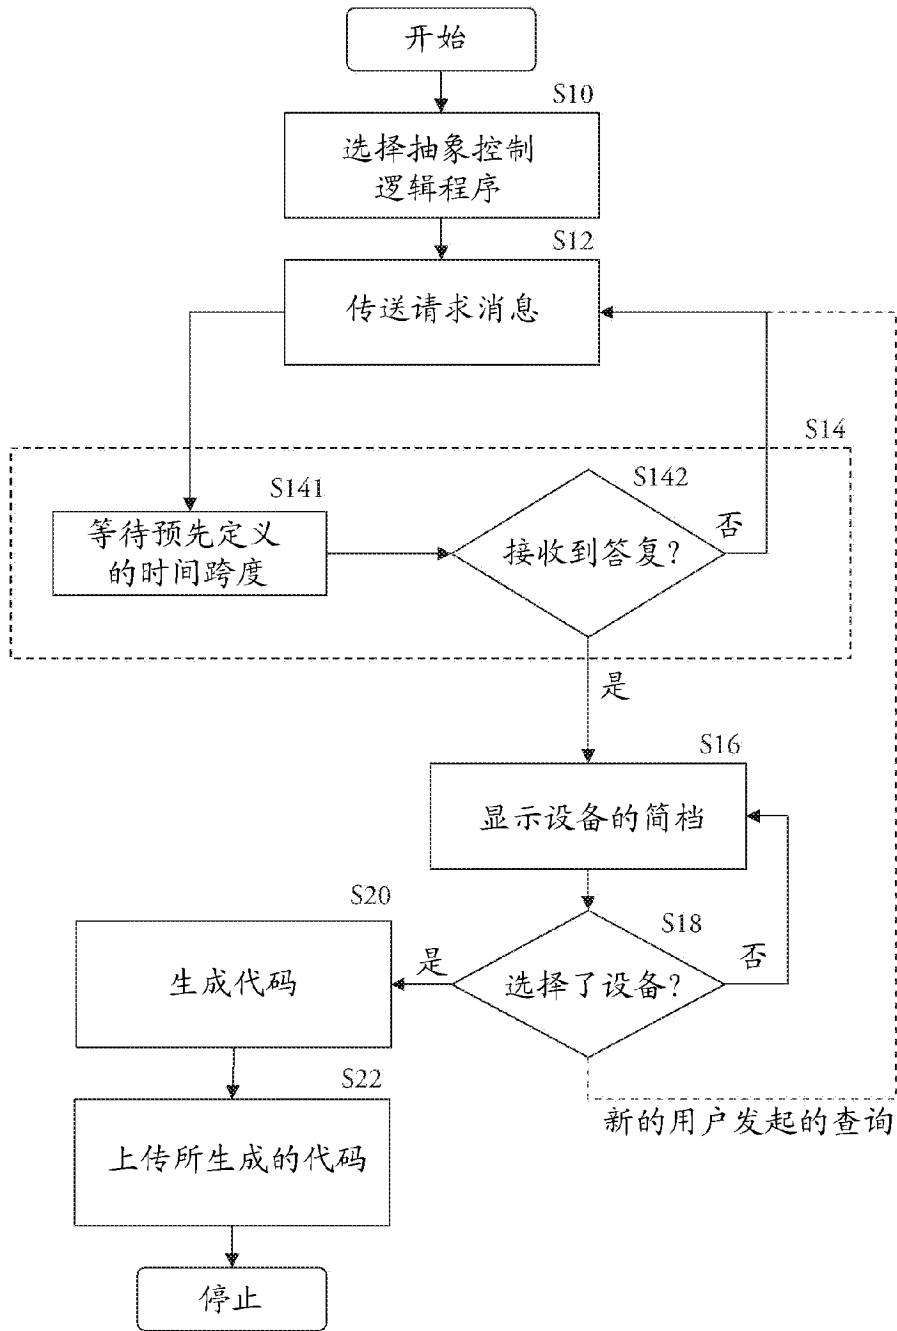 开始
S10
选择抽象控制
逻辑程序
S12
传送请求消息
S14
S141
等待预先定义
的时间跨度
S142
接收到答复?
否
是
S16
显示设备的简档
S18
选择了设备?
否
是
S20
生成代码
新的用户发起的查询
S22
上传所生成的代码
停止